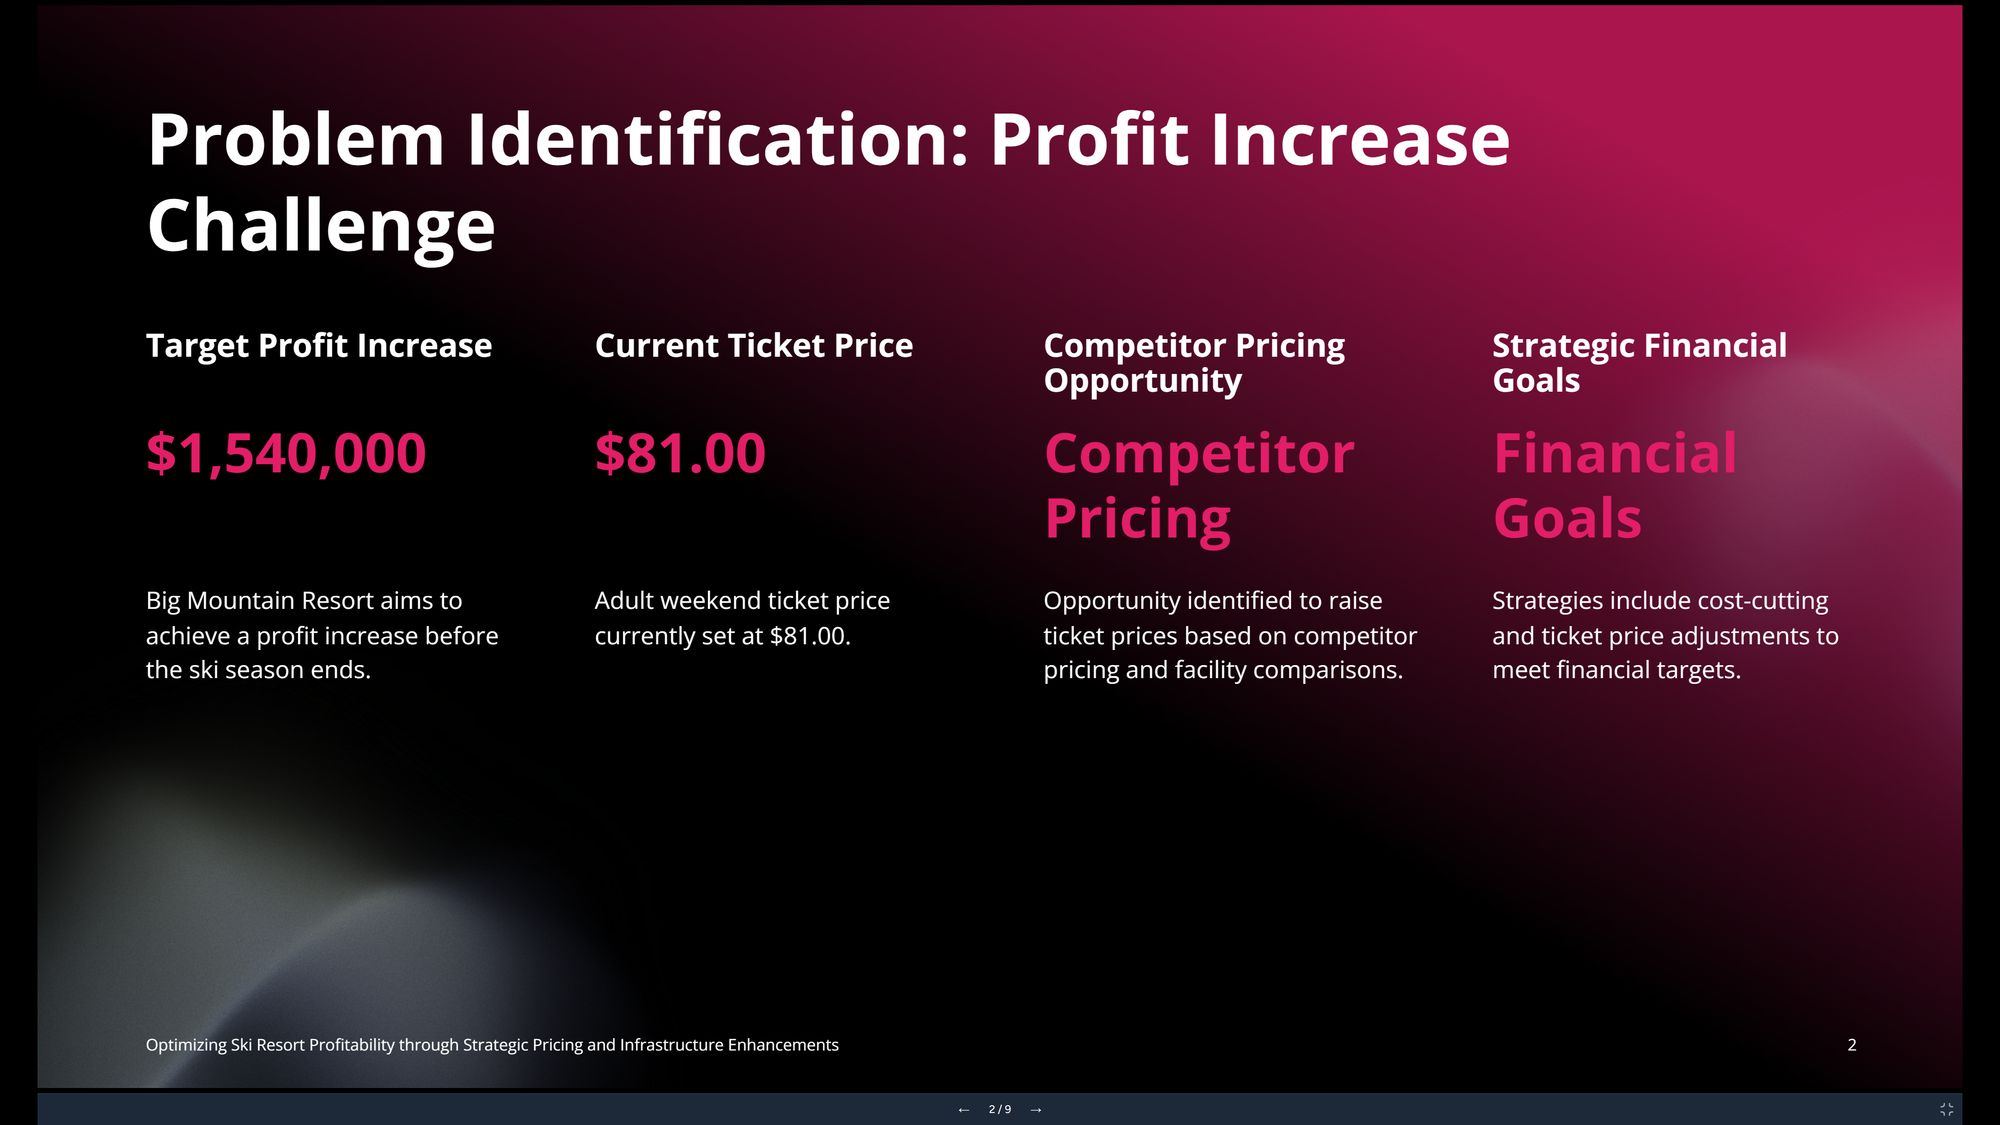 Problem Identification: Profit Increase
Challenge
Target Profit Increase
$1,540,000
Big Mountain Resort aims to
achieve a profit increase before
the ski season ends.
Current Ticket Price
$81.00
Adult weekend ticket price
currently set at $81.00.
Competitor Pricing
Opportunity
Competitor
Pricing
Opportunity identified to raise
ticket prices based on competitor
pricing and facility comparisons.
Strategic Financial
Goals
Financial
Goals
Strategies include cost-cutting
and ticket price adjustments to
meet financial targets.
Optimizing Ski Resort Profitability through Strategic Pricing and Infrastructure Enhancements
2
← 2 / 9 →